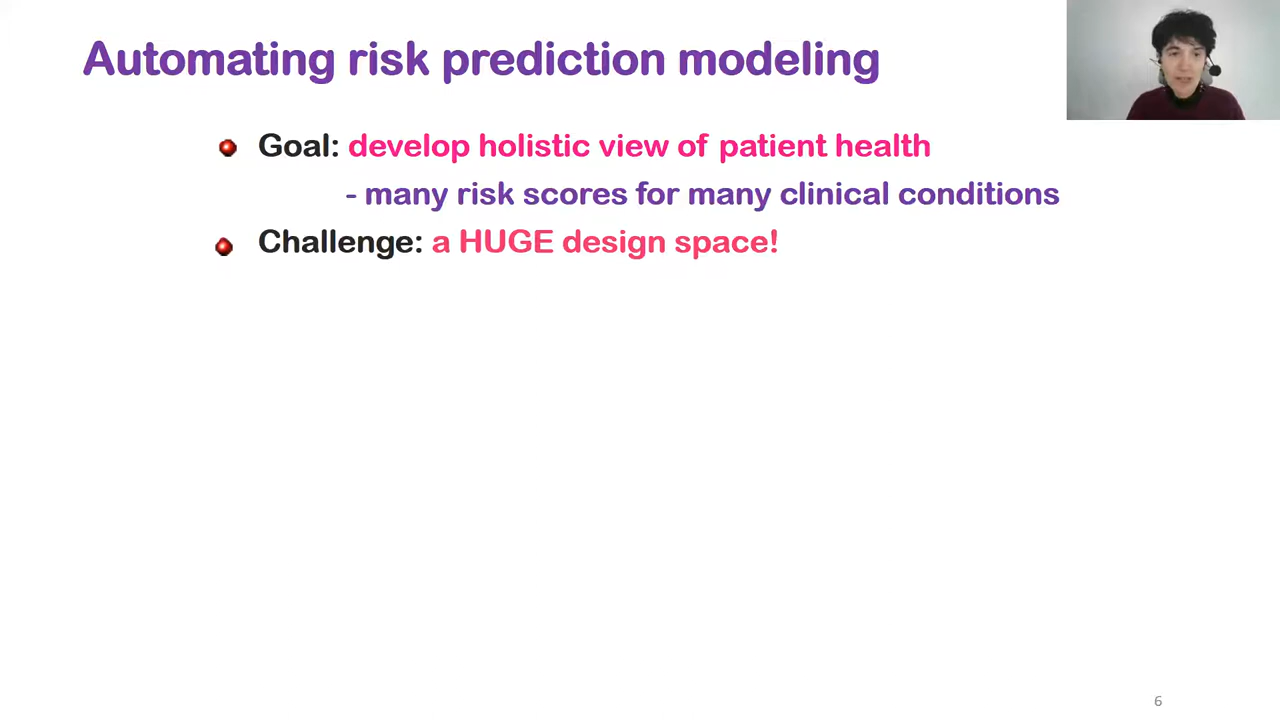 Automating risk prediction modeling
Goal: develop holistic view of patient health
- many risk scores for many clinical conditions
Challenge: a HUGE design space!
6